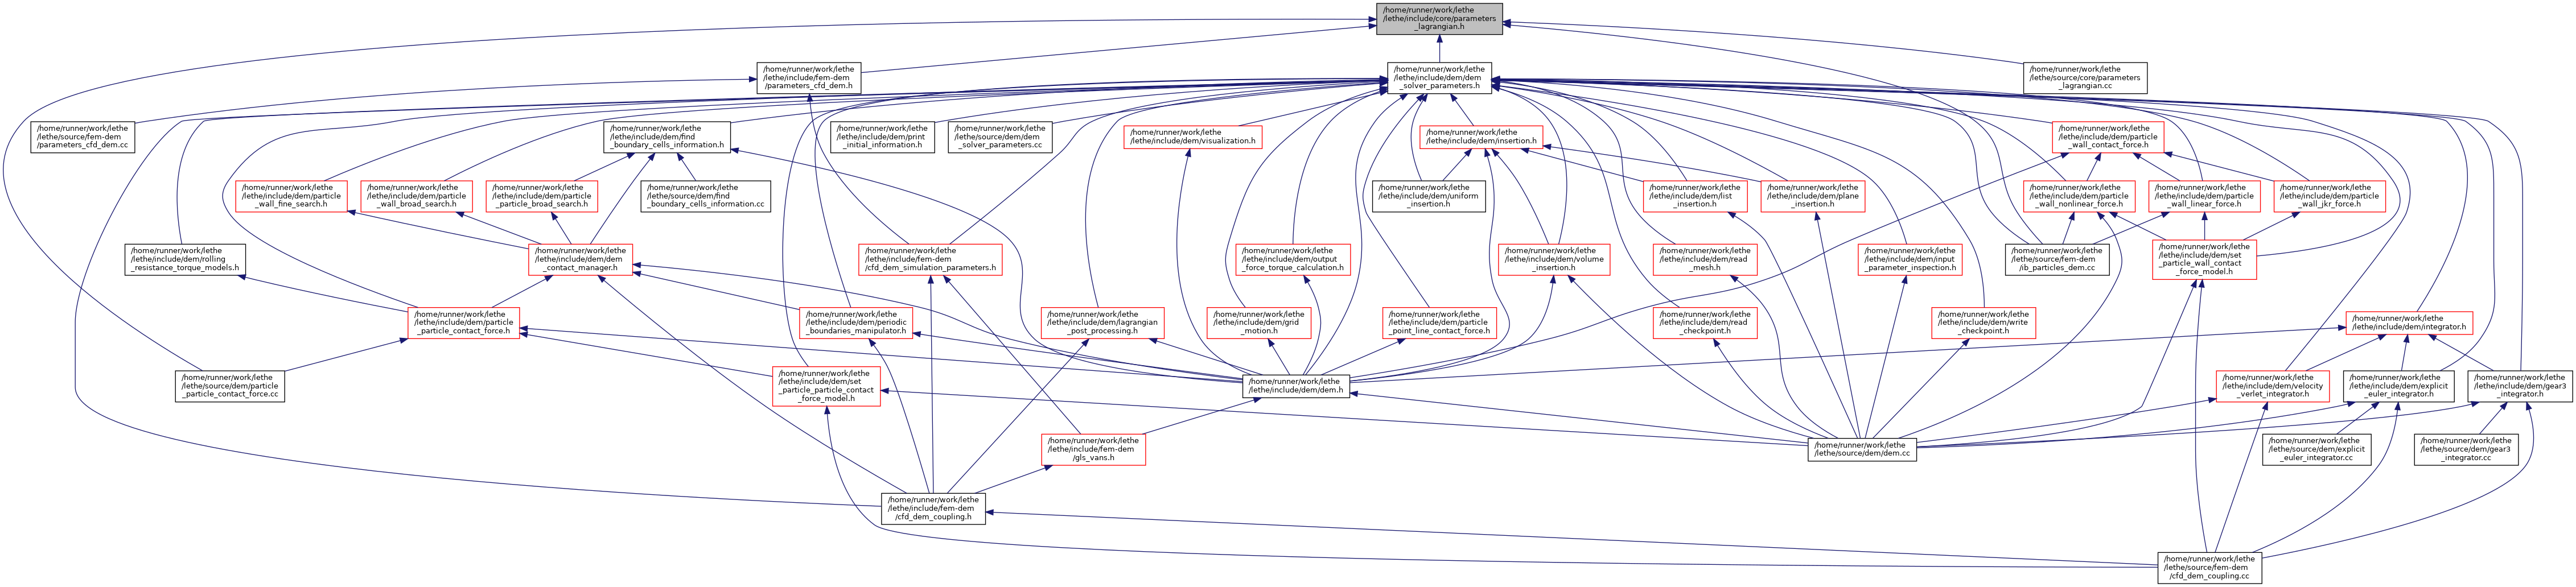 /home/runner/work/lethe
/lethe/include/core/parameters
_lagrangian.h
/home/runner/work/lethe
/lethe/include/fem-dem
/parameters_cfd_dem.h
/home/runner/work/lethe
/lethe/include/dem/dem
_solver_parameters.h
/home/runner/work/lethe
/lethe/source/core/parameters
_lagrangian.cc
/home/runner/work/lethe
/lethe/source/fem-dem
/parameters_cfd_dem.cc
/home/runner/work/lethe
/lethe/include/dem/find
_boundary_cells_information.h
/home/runner/work/lethe
/lethe/include/dem/print
_initial_information.h
/home/runner/work/lethe
/lethe/source/dem/dem
_solver_parameters.cc
/home/runner/work/lethe
/lethe/include/dem/visualization.h
/home/runner/work/lethe
/lethe/include/dem/insertion.h
/home/runner/work/lethe
/lethe/include/dem/particle
_wall_contact_force.h
/home/runner/work/lethe
/lethe/include/dem/particle
_wall_fine_search.h
/home/runner/work/lethe
/lethe/include/dem/particle
_wall_broad_search.h
/home/runner/work/lethe
/lethe/include/dem/particle
_particle_broad_search.h
/home/runner/work/lethe
/lethe/source/dem/find
_boundary_cells_information.cc
/home/runner/work/lethe
/lethe/include/dem/uniform
_insertion.h
/home/runner/work/lethe
/lethe/include/dem/list
_insertion.h
/home/runner/work/lethe
/lethe/include/dem/plane
_insertion.h
/home/runner/work/lethe
/lethe/include/dem/particle
_wall_nonlinear_force.h
/home/runner/work/lethe
/lethe/include/dem/particle
_wall_linear_force.h
/home/runner/work/lethe
/lethe/include/dem/particle
_wall_jkr_force.h
/home/runner/work/lethe
/lethe/include/dem/rolling
_resistance_torque_models.h
/home/runner/work/lethe
/lethe/include/dem/dem
_contact_manager.h
/home/runner/work/lethe
/lethe/include/fem-dem
/cfd_dem_simulation_parameters.h
/home/runner/work/lethe
/lethe/include/dem/output
_force_torque_calculation.h
/home/runner/work/lethe
/lethe/include/dem/volume
_insertion.h
/home/runner/work/lethe
/lethe/include/dem/read
_mesh.h
/home/runner/work/lethe
/lethe/include/dem/input
_parameter_inspection.h
/home/runner/work/lethe
/lethe/source/fem-dem
/ib_particles_dem.cc
/home/runner/work/lethe
/lethe/include/dem/set
_particle_wall_contact
_force_model.h
/home/runner/work/lethe
/lethe/include/dem/particle
_particle_contact_force.h
/home/runner/work/lethe
/lethe/include/dem/periodic
_boundaries_manipulator.h
/home/runner/work/lethe
/lethe/include/dem/lagrangian
_post_processing.h
/home/runner/work/lethe
/lethe/include/dem/grid
_motion.h
/home/runner/work/lethe
/lethe/include/dem/particle
_point_line_contact_force.h
/home/runner/work/lethe
/lethe/include/dem/read
_checkpoint.h
/home/runner/work/lethe
/lethe/include/dem/write
_checkpoint.h
/home/runner/work/lethe
/lethe/include/dem/integrator.h
/home/runner/work/lethe
/lethe/source/dem/particle
_particle_contact_force.cc
/home/runner/work/lethe
/lethe/include/dem/set
_particle_particle_contact
_force_model.h
/home/runner/work/lethe
/lethe/include/dem/dem.h
/home/runner/work/lethe
/lethe/include/dem/velocity
_verlet_integrator.h
/home/runner/work/lethe
/lethe/include/dem/explicit
_euler_integrator.h
/home/runner/work/lethe
/lethe/include/dem/gear3
_integrator.h
/home/runner/work/lethe
/lethe/include/fem-dem
/gls_vans.h
/home/runner/work/lethe
/lethe/source/dem/dem.cc
/home/runner/work/lethe
/lethe/source/dem/explicit
_euler_integrator.cc
/home/runner/work/lethe
/lethe/source/dem/gear3
_integrator.cc
/home/runner/work/lethe
/lethe/include/fem-dem
/cfd_dem_coupling.h
/home/runner/work/lethe
/lethe/source/fem-dem
/cfd_dem_coupling.cc